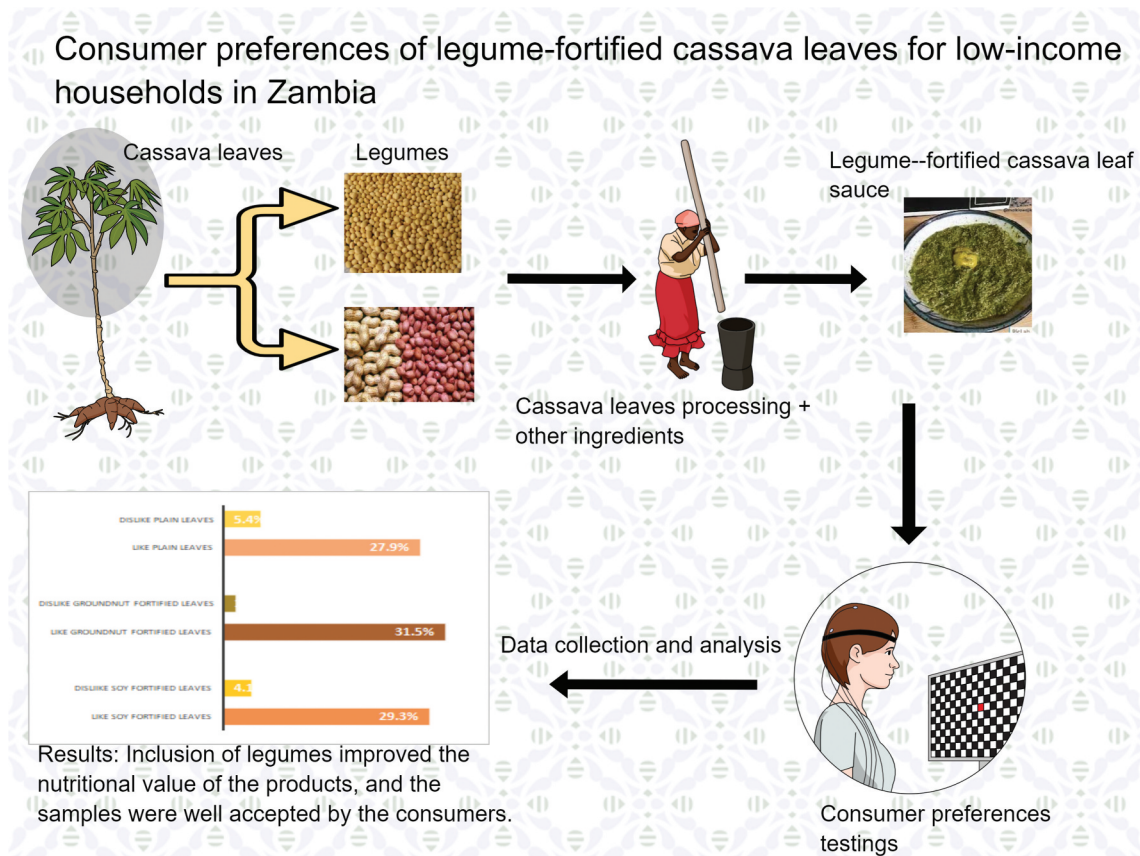 Consumer preferences of legume-fortified cassava leaves for low-income
households in Zambia
Cassava leaves
Legumes
Legume--fortified cassava leaf
sauce
Cassava leaves processing +
other ingredients
DISLIKE PLAIN LEAVES
5.4%
LIKE PLAIN LEAVES
27.9%
DISLIKE GROUNDNUT FORTIFIED LEAVES
LIKE GROUNDNUT FORTIFIED LEAVES
31.5%
DISLIIKE SOY FORTIFIED LEAVES
4.1
LIKE SOY FORTIFIED LEAVES
29.3%
Data collection and analysis
Results: Inclusion of legumes improved the
nutritional value of the products, and the
samples were well accepted by the consumers.
Consumer preferences
testings